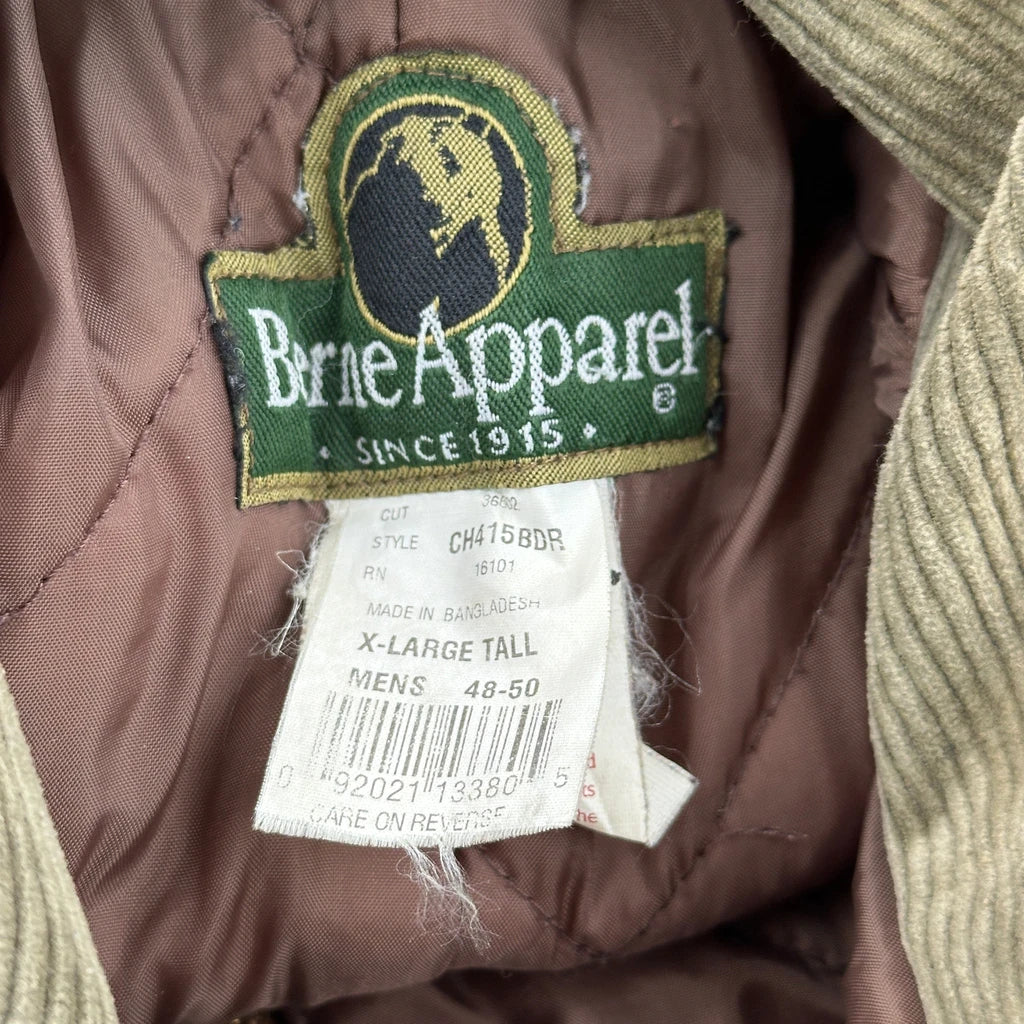 Berne Apparel
®
• SINCE 1915 •
CUT
STYLE CH415BDR
RN 16101
MADE IN BANGLADESH
X-LARGE TALL
MENS 48-50
0 92021 13380 5
CARE ON REVERSE
he